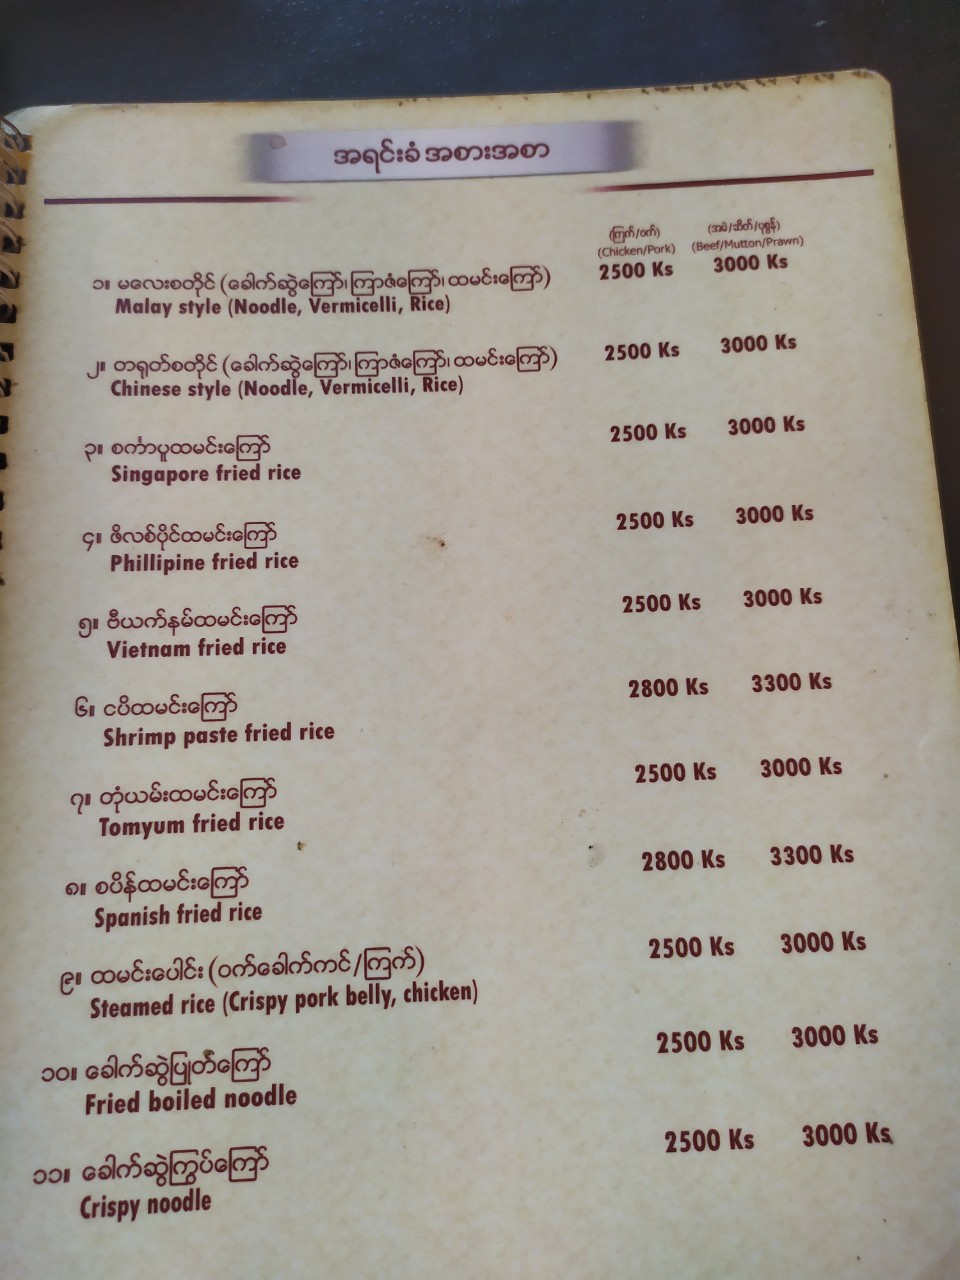 အရင်းခံ အစားအစာ
(ကြက်/ဝက်) (အမဲ/ဆိတ်/ပုစွန်)
(Chicken/Pork) (Beef/Mutton/Prawn)
၁။ မလေးစတိုင် (ခေါက်ဆွဲကြော်၊ ကြာဇံကြော်၊ ထမင်းကြော်) 2500 Ks 3000 Ks
Malay style (Noodle, Vermicelli, Rice)
၂။ တရုတ်စတိုင် (ခေါက်ဆွဲကြော်၊ ကြာဇံကြော်၊ ထမင်းကြော်) 2500 Ks 3000 Ks
Chinese style (Noodle, Vermicelli, Rice)
၃။ စင်္ကာပူထမင်းကြော် 2500 Ks 3000 Ks
Singapore fried rice
၄။ ဖိလစ်ပိုင်ထမင်းကြော် 2500 Ks 3000 Ks
Phillipine fried rice
၅။ ဗီယက်နမ်ထမင်းကြော် 2500 Ks 3000 Ks
Vietnam fried rice
၆။ ငပိထမင်းကြော် 2800 Ks 3300 Ks
Shrimp paste fried rice
၇။ တုံယမ်းထမင်းကြော် 2500 Ks 3000 Ks
Tomyum fried rice
၈။ စပိန်ထမင်းကြော် 2800 Ks 3300 Ks
Spanish fried rice
၉။ ထမင်းပေါင်း (ဝက်ခေါက်ကင်/ကြက်) 2500 Ks 3000 Ks
Steamed rice (Crispy pork belly, chicken)
၁၀။ ခေါက်ဆွဲပြုတ်ကြော် 2500 Ks 3000 Ks
Fried boiled noodle
၁၁။ ခေါက်ဆွဲကြွပ်ကြော် 2500 Ks 3000 Ks
Crispy noodle